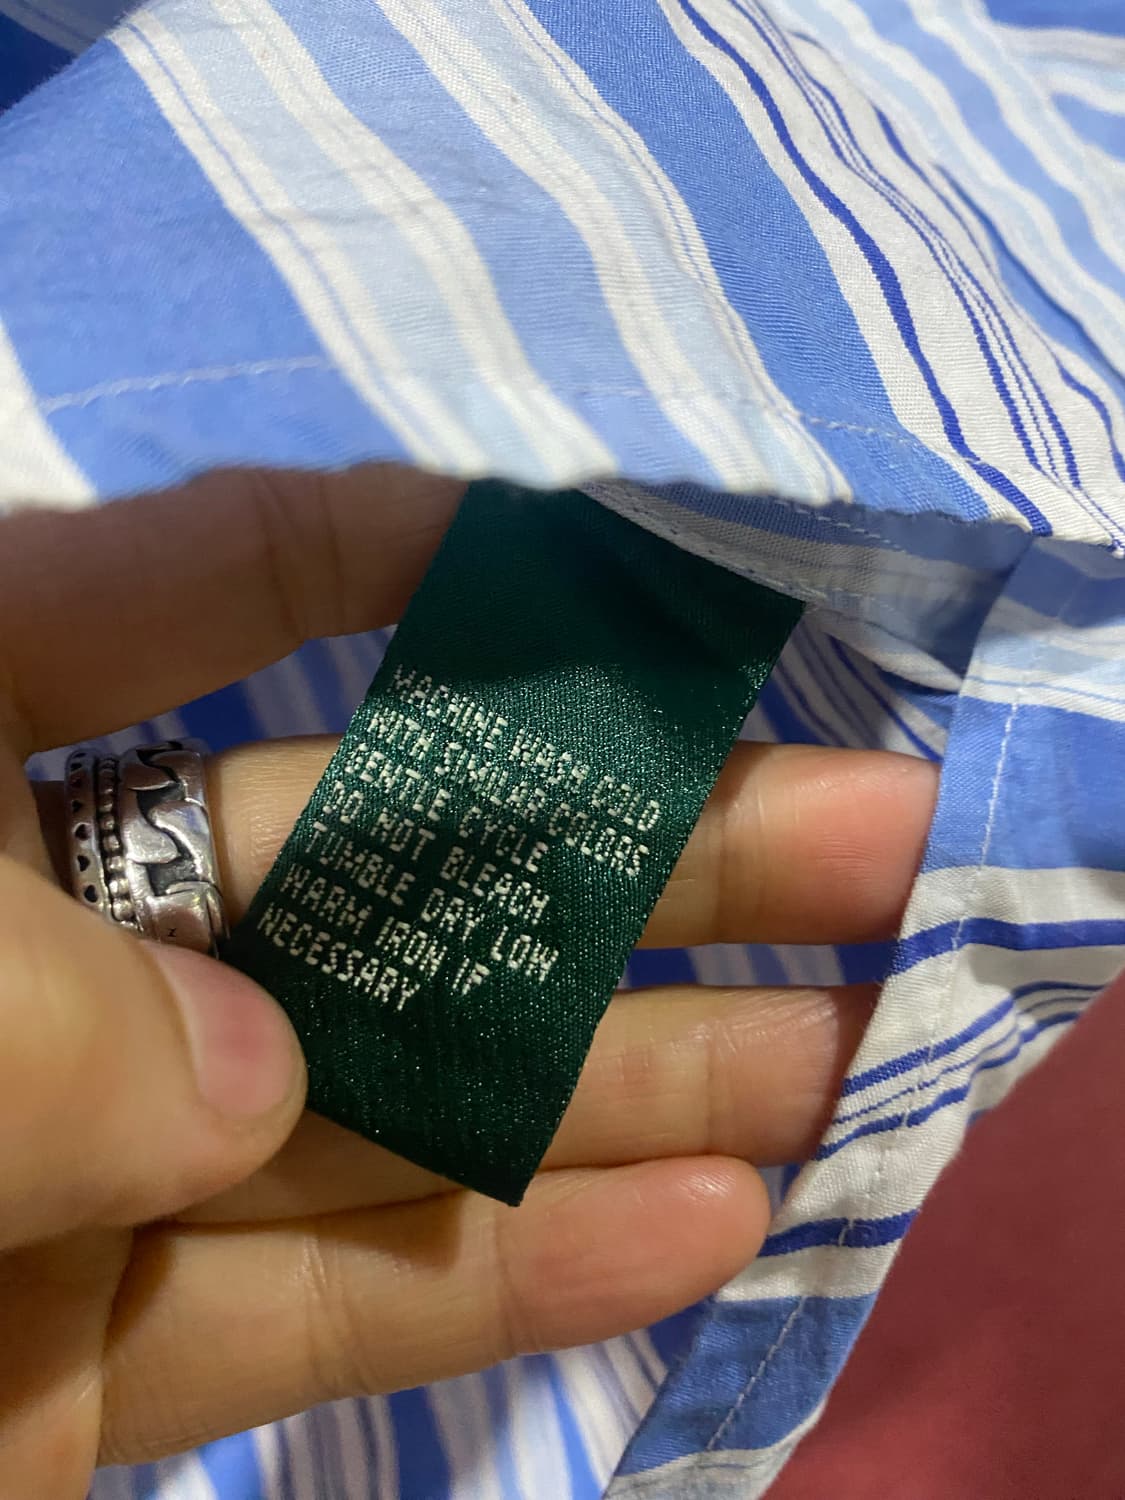 MACHINE WASH COLD
WITH SIMILAR COLORS
GENTLE CYCLE
DO NOT BLEACH
TUMBLE DRY LOW
WARM IRON IF
NECESSARY